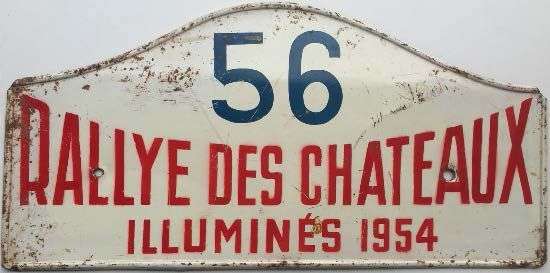 56
RALLYE DES CHATEAUX
ILLUMINÉS 1954